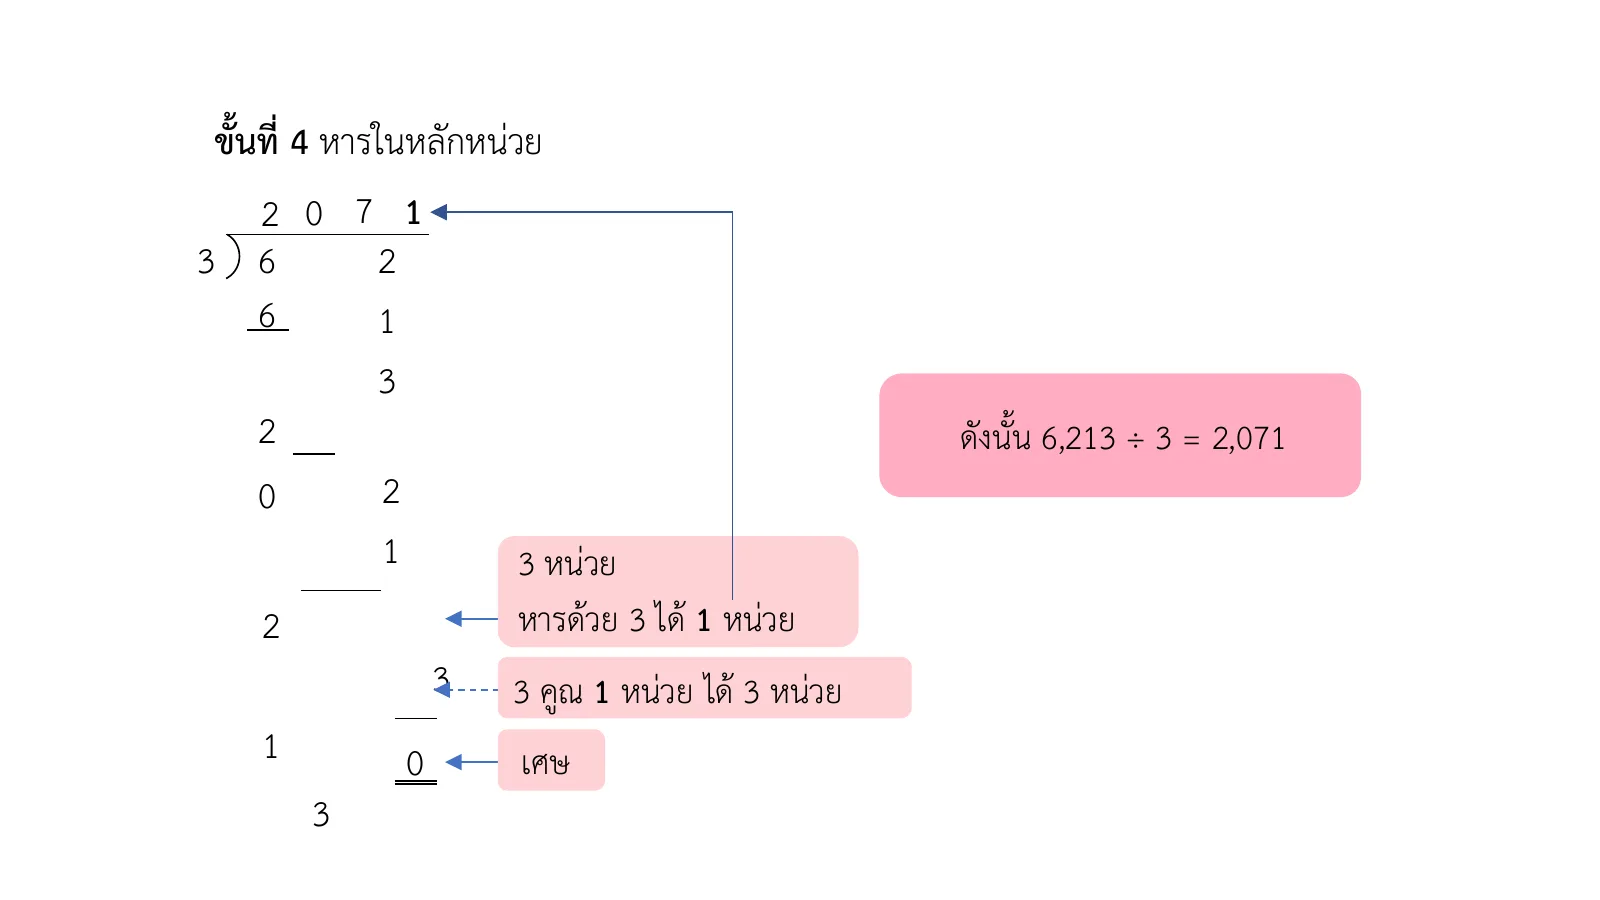 ขั้นที่ 4 หารในหลักหน่วย
2 0 7 1
3 6 2
6 1
3
2
0 2
1
2
3
1 0
3
3 หน่วย
หารด้วย 3 ได้ 1 หน่วย
3 คูณ 1 หน่วย ได้ 3 หน่วย
เศษ
ดังนั้น 6,213 ÷ 3 = 2,071